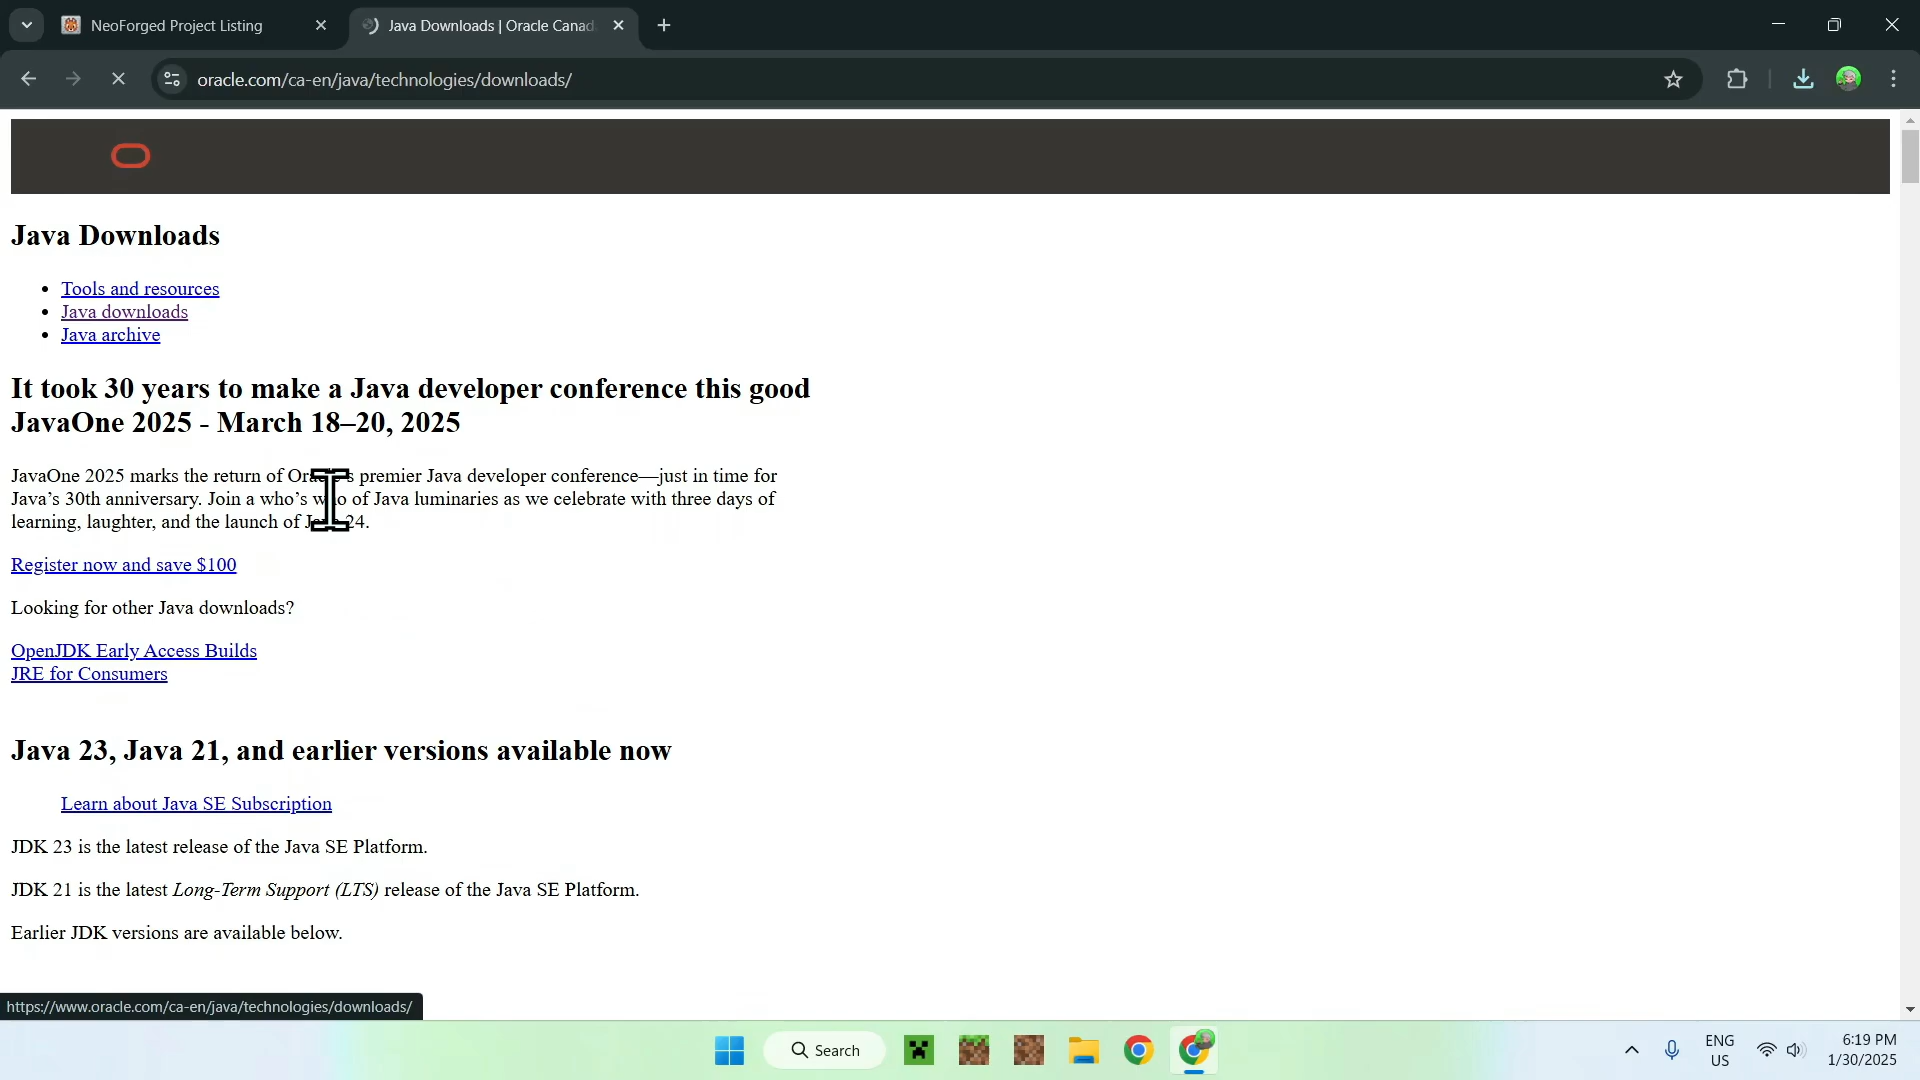 NeoForged Project Listing
Java Downloads | Oracle Canad
oracle.com/ca-en/java/technologies/downloads/
Java Downloads
Tools and resources
Java downloads
Java archive
It took 30 years to make a Java developer conference this good
JavaOne 2025 - March 18–20, 2025
JavaOne 2025 marks the return of Oracle's premier Java developer conference—just in time for
Java’s 30th anniversary. Join a who’s who of Java luminaries as we celebrate with three days of
learning, laughter, and the launch of Java 24.
Register now and save $100
Looking for other Java downloads?
OpenJDK Early Access Builds
JRE for Consumers
Java 23, Java 21, and earlier versions available now
Learn about Java SE Subscription
JDK 23 is the latest release of the Java SE Platform.
JDK 21 is the latest Long-Term Support (LTS) release of the Java SE Platform.
Earlier JDK versions are available below.
https://www.oracle.com/ca-en/java/technologies/downloads/
Search
ENG
US
6:19 PM
1/30/2025